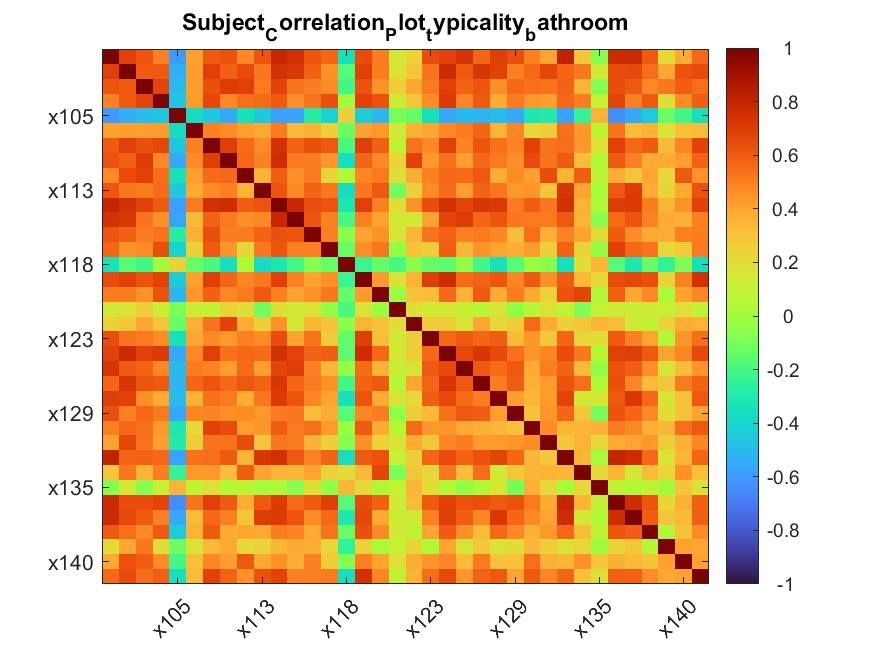 Subject_Correlation_Plot_typicality_bathroom
x105
x113
x118
x123
x129
x135
x140
x105
x113
x118
x123
x129
x135
x140
1
0.8
0.6
0.4
0.2
0
-0.2
-0.4
-0.6
-0.8
-1